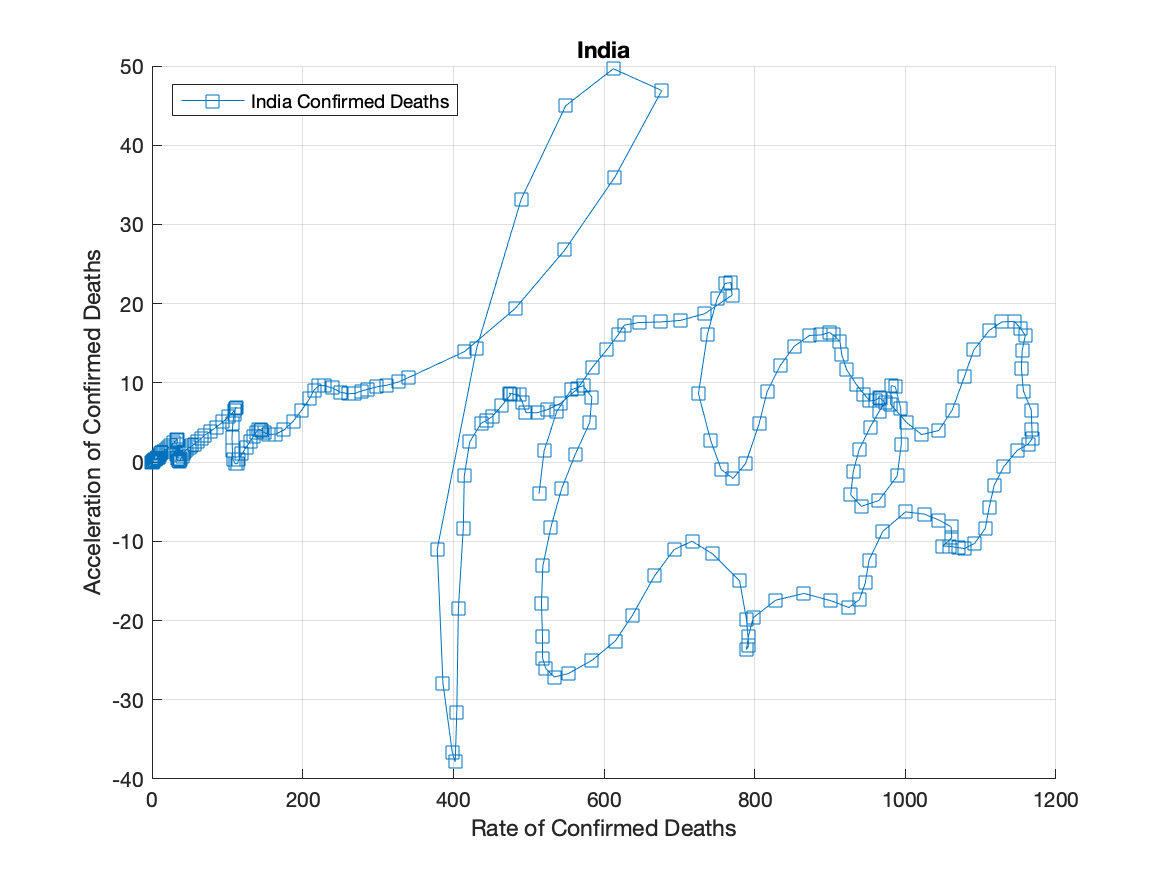 India
India Confirmed Deaths
50
40
30
20
10
0
-10
-20
-30
-40
Acceleration of Confirmed Deaths
0 200 400 600 800 1000 1200
Rate of Confirmed Deaths